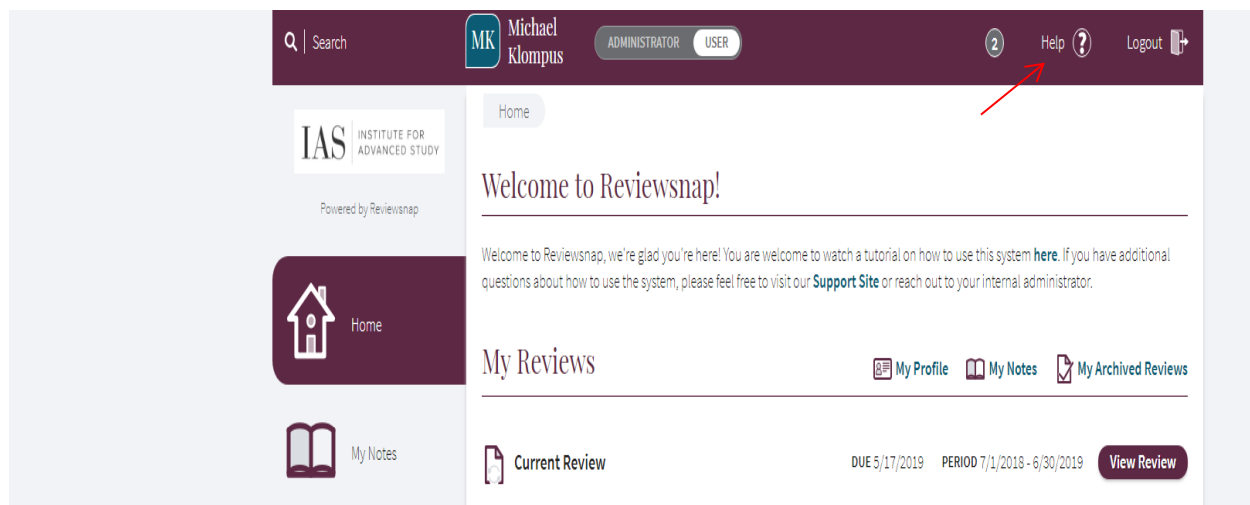 Search
MK
Michael
Klompus
ADMINISTRATOR USER
2
Help ?
Logout
IAS INSTITUTE FOR
ADVANCED STUDY
Powered by Reviewsnap
Home
My Notes
Home
Welcome to Reviewsnap!
Welcome to Reviewsnap, we're glad you're here! You are welcome to watch a tutorial on how to use this system here. If you have additional
questions about how to use the system, please feel free to visit our Support Site or reach out to your internal administrator.
My Reviews
My Profile
My Notes
My Archived Reviews
Current Review
DUE 5/17/2019 PERIOD 7/1/2018 - 6/30/2019
View Review